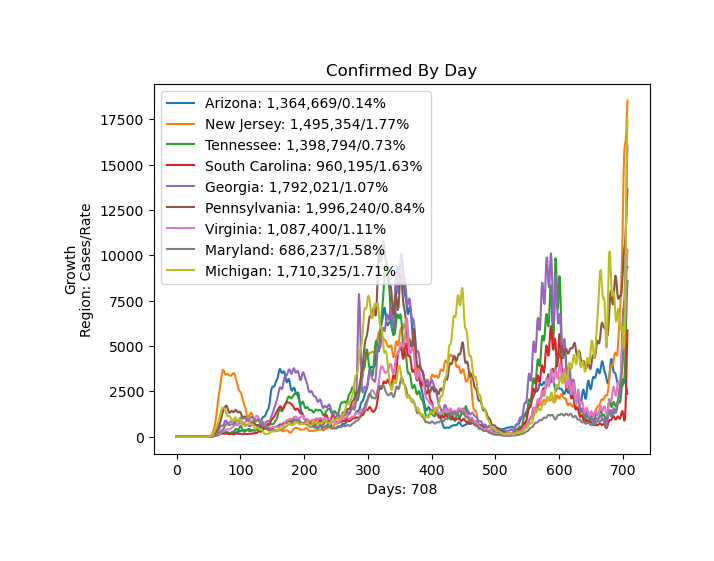 Confirmed By Day
Growth
Region: Cases/Rate
17500
15000
12500
10000
7500
5000
2500
0
Arizona: 1,364,669/0.14%
New Jersey: 1,495,354/1.77%
Tennessee: 1,398,794/0.73%
South Carolina: 960,195/1.63%
Georgia: 1,792,021/1.07%
Pennsylvania: 1,996,240/0.84%
Virginia: 1,087,400/1.11%
Maryland: 686,237/1.58%
Michigan: 1,710,325/1.71%
0 100 200 300 400 500 600 700
Days: 708